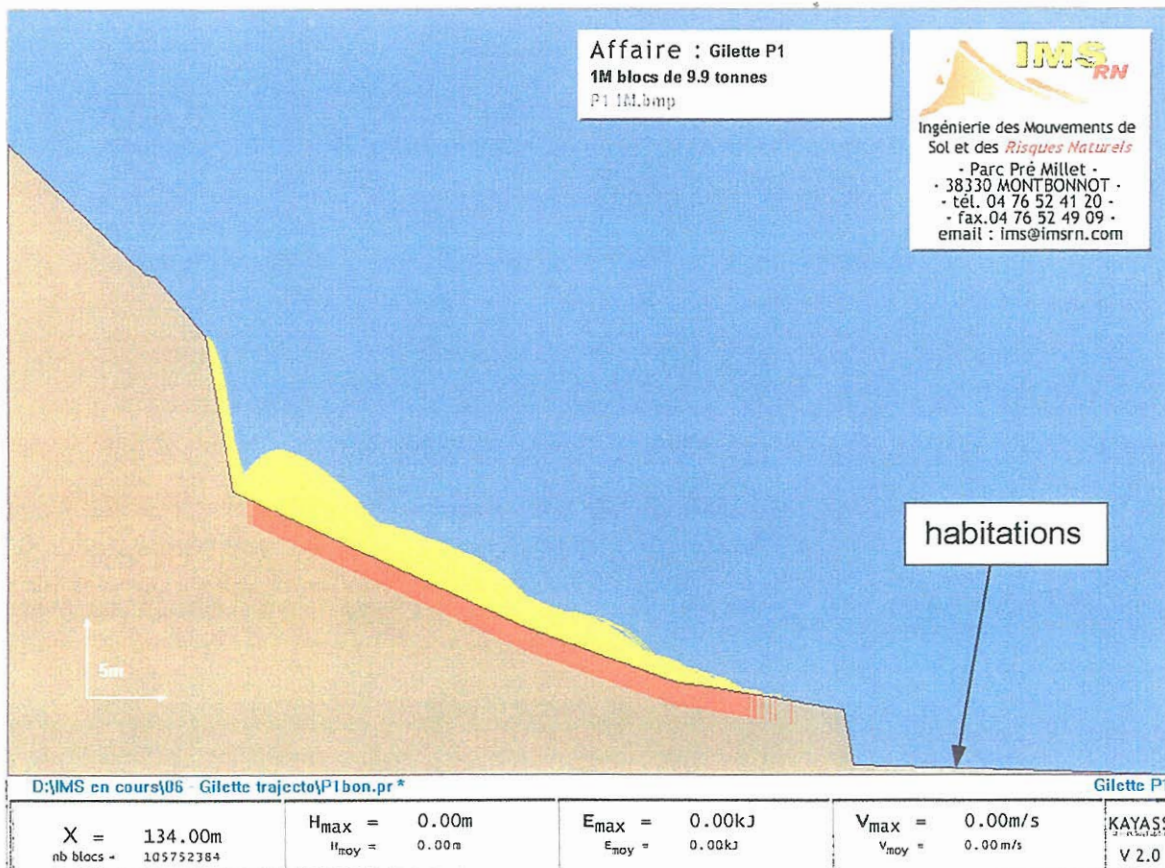 Affaire : Gilette P1
1M blocs de 9.9 tonnes
P1 1M.bmp
IMS
RN
Ingénierie des Mouvements de
Sol et des Risques Naturels
- Parc Pré Millet -
- 38330 MONTBONNOT -
- tél. 04 76 52 41 20 -
- fax.04 76 52 49 09 -
email : ims@imsrn.com
habitations
5m
D:\IMS en cours\06 - Gilette trajecto\P1bon.pr *
Gilette P1
X = 134.00m
nb blocs = 105752384
Hmax = 0.00m
Hmoy = 0.00m
Emax = 0.00kJ
Emoy = 0.00kJ
Vmax = 0.00m/s
Vmoy = 0.00m/s
KAYASS
V 2.0